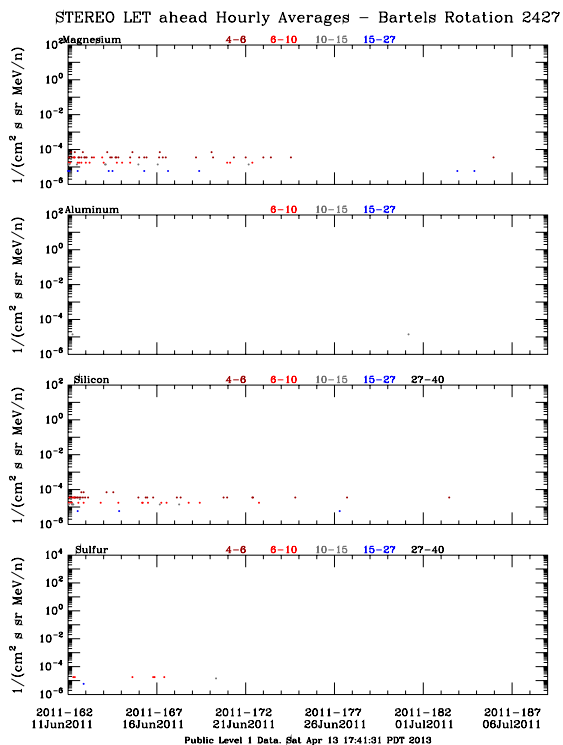 STEREO LET ahead Hourly Averages – Bartels Rotation 2427
Magnesium 4–6 6–10 10–15 15–27
10² 10⁰ 10⁻² 10⁻⁴ 10⁻⁶
1/(cm² s sr MeV/n)
Aluminum 6–10 10–15 15–27
10² 10⁰ 10⁻² 10⁻⁴ 10⁻⁶
1/(cm² s sr MeV/n)
Silicon 4–6 6–10 10–15 15–27 27–40
10² 10⁰ 10⁻² 10⁻⁴ 10⁻⁶
1/(cm² s sr MeV/n)
Sulfur 4–6 6–10 10–15 15–27 27–40
10⁴ 10² 10⁰ 10⁻² 10⁻⁴ 10⁻⁶
1/(cm² s sr MeV/n)
2011–162 2011–167 2011–172 2011–177 2011–182 2011–187
11Jun2011 16Jun2011 21Jun2011 26Jun2011 01Jul2011 06Jul2011
Public Level 1 Data. Sat Apr 13 17:41:31 PDT 2013